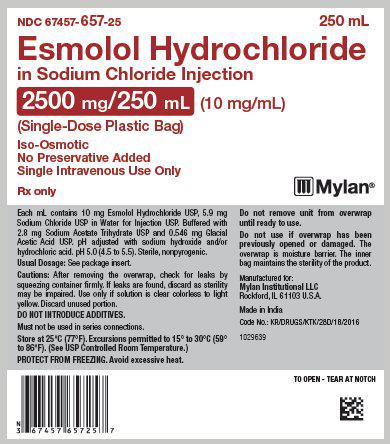 NDC 67457-657-25 250 mL
Esmolol Hydrochloride
in Sodium Chloride Injection
2500 mg/250 mL (10 mg/mL)
(Single-Dose Plastic Bag)
Iso-Osmotic
No Preservative Added
Single Intravenous Use Only
Rx only
Mylan®
Each mL contains 10 mg Esmolol Hydrochloride USP, 5.9 mg
Sodium Chloride USP in Water for Injection USP. Buffered with
2.8 mg Sodium Acetate Trihydrate USP and 0.546 mg Glacial
Acetic Acid USP. pH adjusted with sodium hydroxide and/or
hydrochloric acid. pH 5.0 (4.5 to 5.5). Sterile, nonpyrogenic.
Usual Dosage: See package insert.
Cautions: After removing the overwrap, check for leaks by
squeezing container firmly. If leaks are found, discard as sterility
may be impaired. Use only if solution is clear colorless to light
yellow. Discard unused portion.
DO NOT INTRODUCE ADDITIVES.
Must not be used in series connections.
Store at 25°C (77°F). Excursions permitted to 15° to 30°C (59°
to 86°F). (See USP Controlled Room Temperature.)
PROTECT FROM FREEZING. Avoid excessive heat.
Do not remove unit from overwrap
until ready to use.
Do not use if overwrap has been
previously opened or damaged. The
overwrap is moisture barrier. The inner
bag maintains the sterility of the product.
Manufactured for:
Mylan Institutional LLC
Rockford, IL 61103 U.S.A.
Made in India
Code No.: KR/DRUGS/KTK/28D/18/2016
1029639
TO OPEN - TEAR AT NOTCH
N
3 67457 65725 7